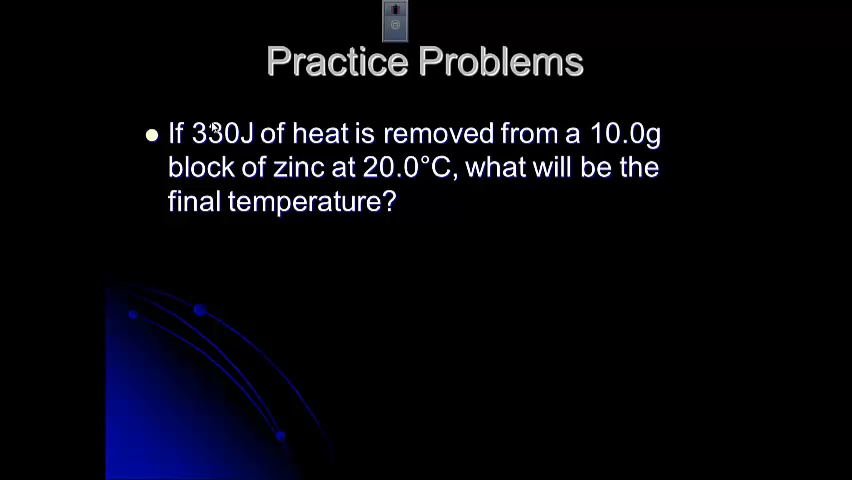 Practice Problems
If 330J of heat is removed from a 10.0g
block of zinc at 20.0°C, what will be the
final temperature?